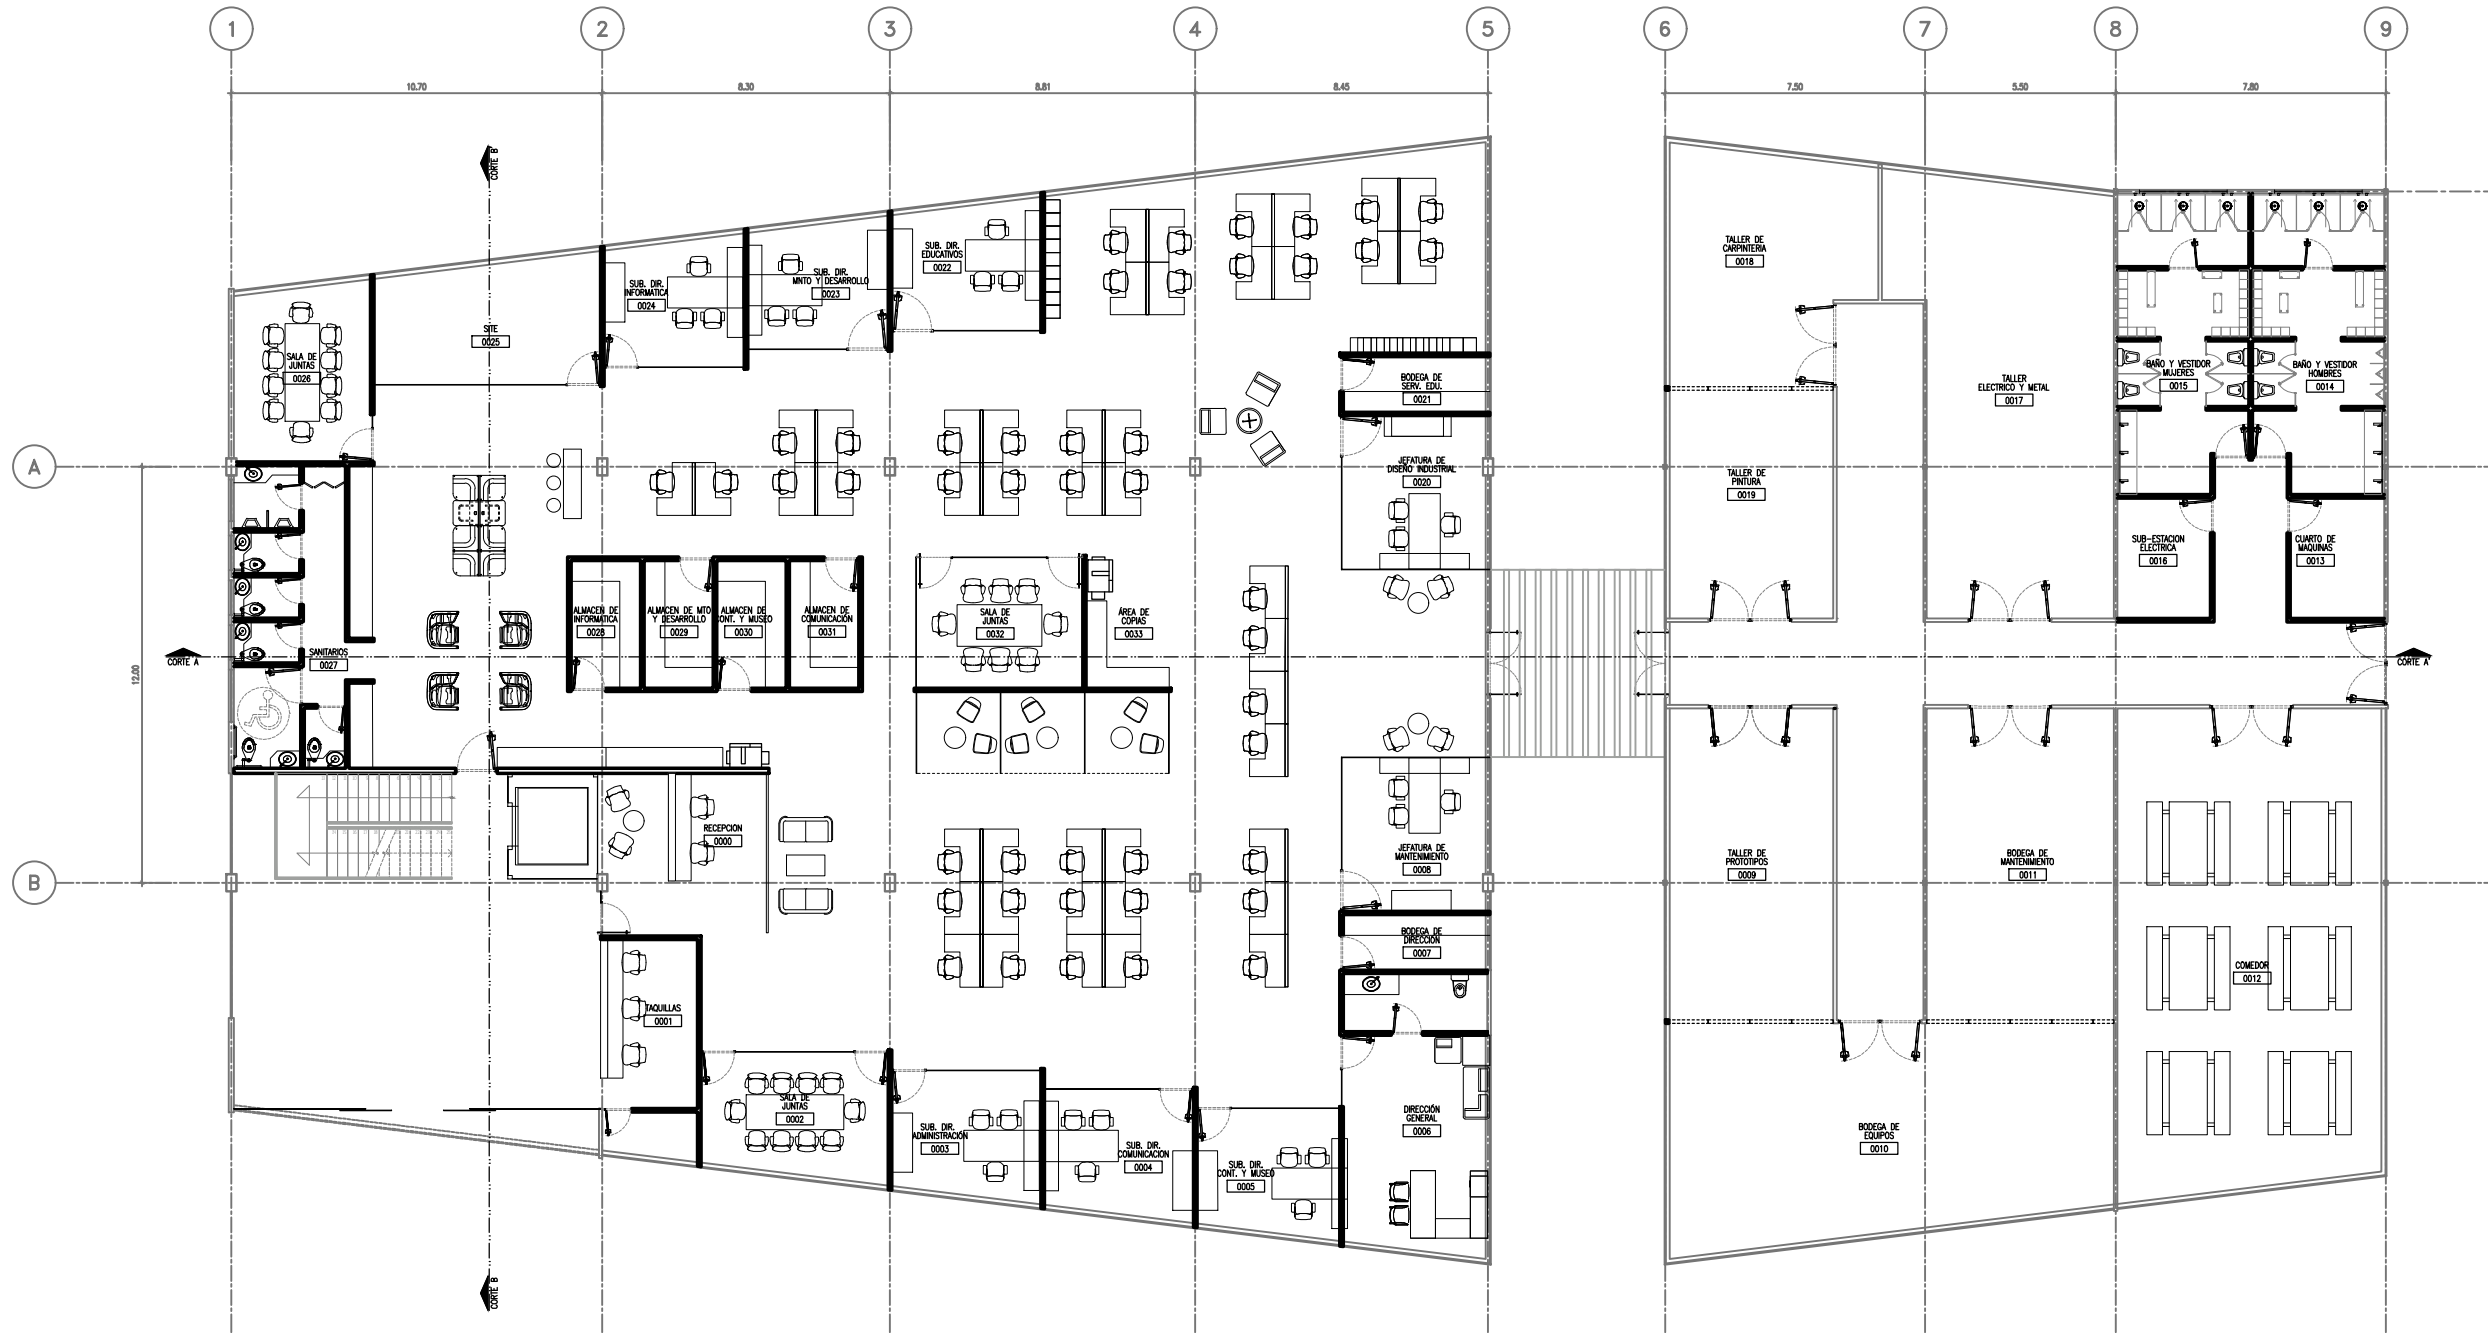 1 2 3 4 5 6 7 8 9
10.70 8.30 8.81 8.45 7.50 5.50 7.80
CORTE B
SUB. DIR.
EDUCATIVOS
0022
TALLER DE
CARPINTERIA
0018
SUB. DIR.
MNTO Y DESARROLLO
0023
SUB. DIR.
INFORMATICA
0024
SITE
0025
SALA DE
JUNTAS
0026
BODEGA DE
SERV. EDU.
0021
TALLER
ELECTRICO Y METAL
0017
BAÑO Y VESTIDOR
MUJERES
0015
BAÑO Y VESTIDOR
HOMBRES
0014
A
JEFATURA DE
DISEÑO INDUSTRIAL
0020
TALLER DE
PINTURA
0019
SUB-ESTACION
ELECTRICA
0016
CUARTO DE
MAQUINAS
0013
ALMACEN DE
INFORMATICA
0028
ALMACEN DE MTO
Y DESARROLLO
0029
ALMACEN DE
CONT. Y MUSEO
0030
ALMACEN DE
COMUNICACIÓN
0031
SALA DE
JUNTAS
0032
ÁREA DE
COPIAS
0033
SANITARIOS
0027
CORTE A
CORTE A
12.00
RECEPCION
0000
JEFATURA DE
MANTENIMIENTO
0008
TALLER DE
PROTOTIPOS
0009
BODEGA DE
MANTENIMIENTO
0011
B
BODEGA DE
DIRECCION
0007
COMEDOR
0012
TAQUILLAS
0001
SALA DE
JUNTAS
0002
DIRECCIÓN
GENERAL
0006
SUB. DIR.
ADMINISTRACIÓN
0003
SUB. DIR.
COMUNICACION
0004
SUB. DIR.
CONT. Y MUSEO
0005
BODEGA DE
EQUIPOS
0010
CORTE B